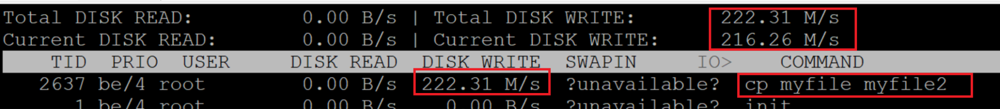 Total DISK READ: 0.00 B/s | Total DISK WRITE: 222.31 M/s
Current DISK READ: 0.00 B/s | Current DISK WRITE: 216.26 M/s
TID PRIO USER DISK READ DISK WRITE SWAPIN IO> COMMAND
2637 be/4 root 0.00 B/s 222.31 M/s ?unavailable? cp myfile myfile2
1 be/4 root 0.00 B/s 0.00 B/s ?unavailable? init